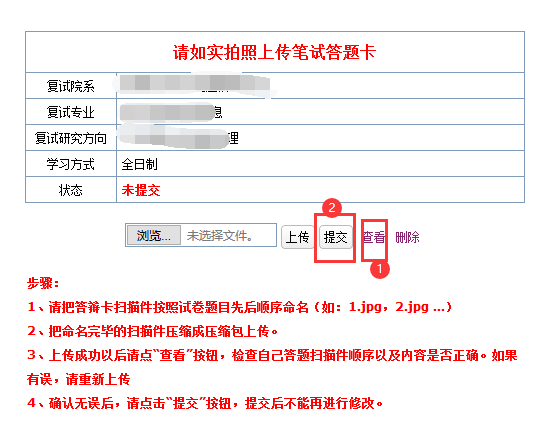 请如实拍照上传笔试答题卡
复试院系
复试专业 息
复试研究方向 理
学习方式 全日制
状态 未提交
2
浏览... 未选择文件。 上传 提交 查看 删除
1
步骤：
1、请把答辩卡扫描件按照试卷题目先后顺序命名（如：1.jpg，2.jpg ...）
2、把命名完毕的扫描件压缩成压缩包上传。
3、上传成功以后请点“查看”按钮，检查自己答题扫描件顺序以及内容是否正确。如果
有误，请重新上传
4、确认无误后，请点击“提交”按钮，提交后不能再进行修改。